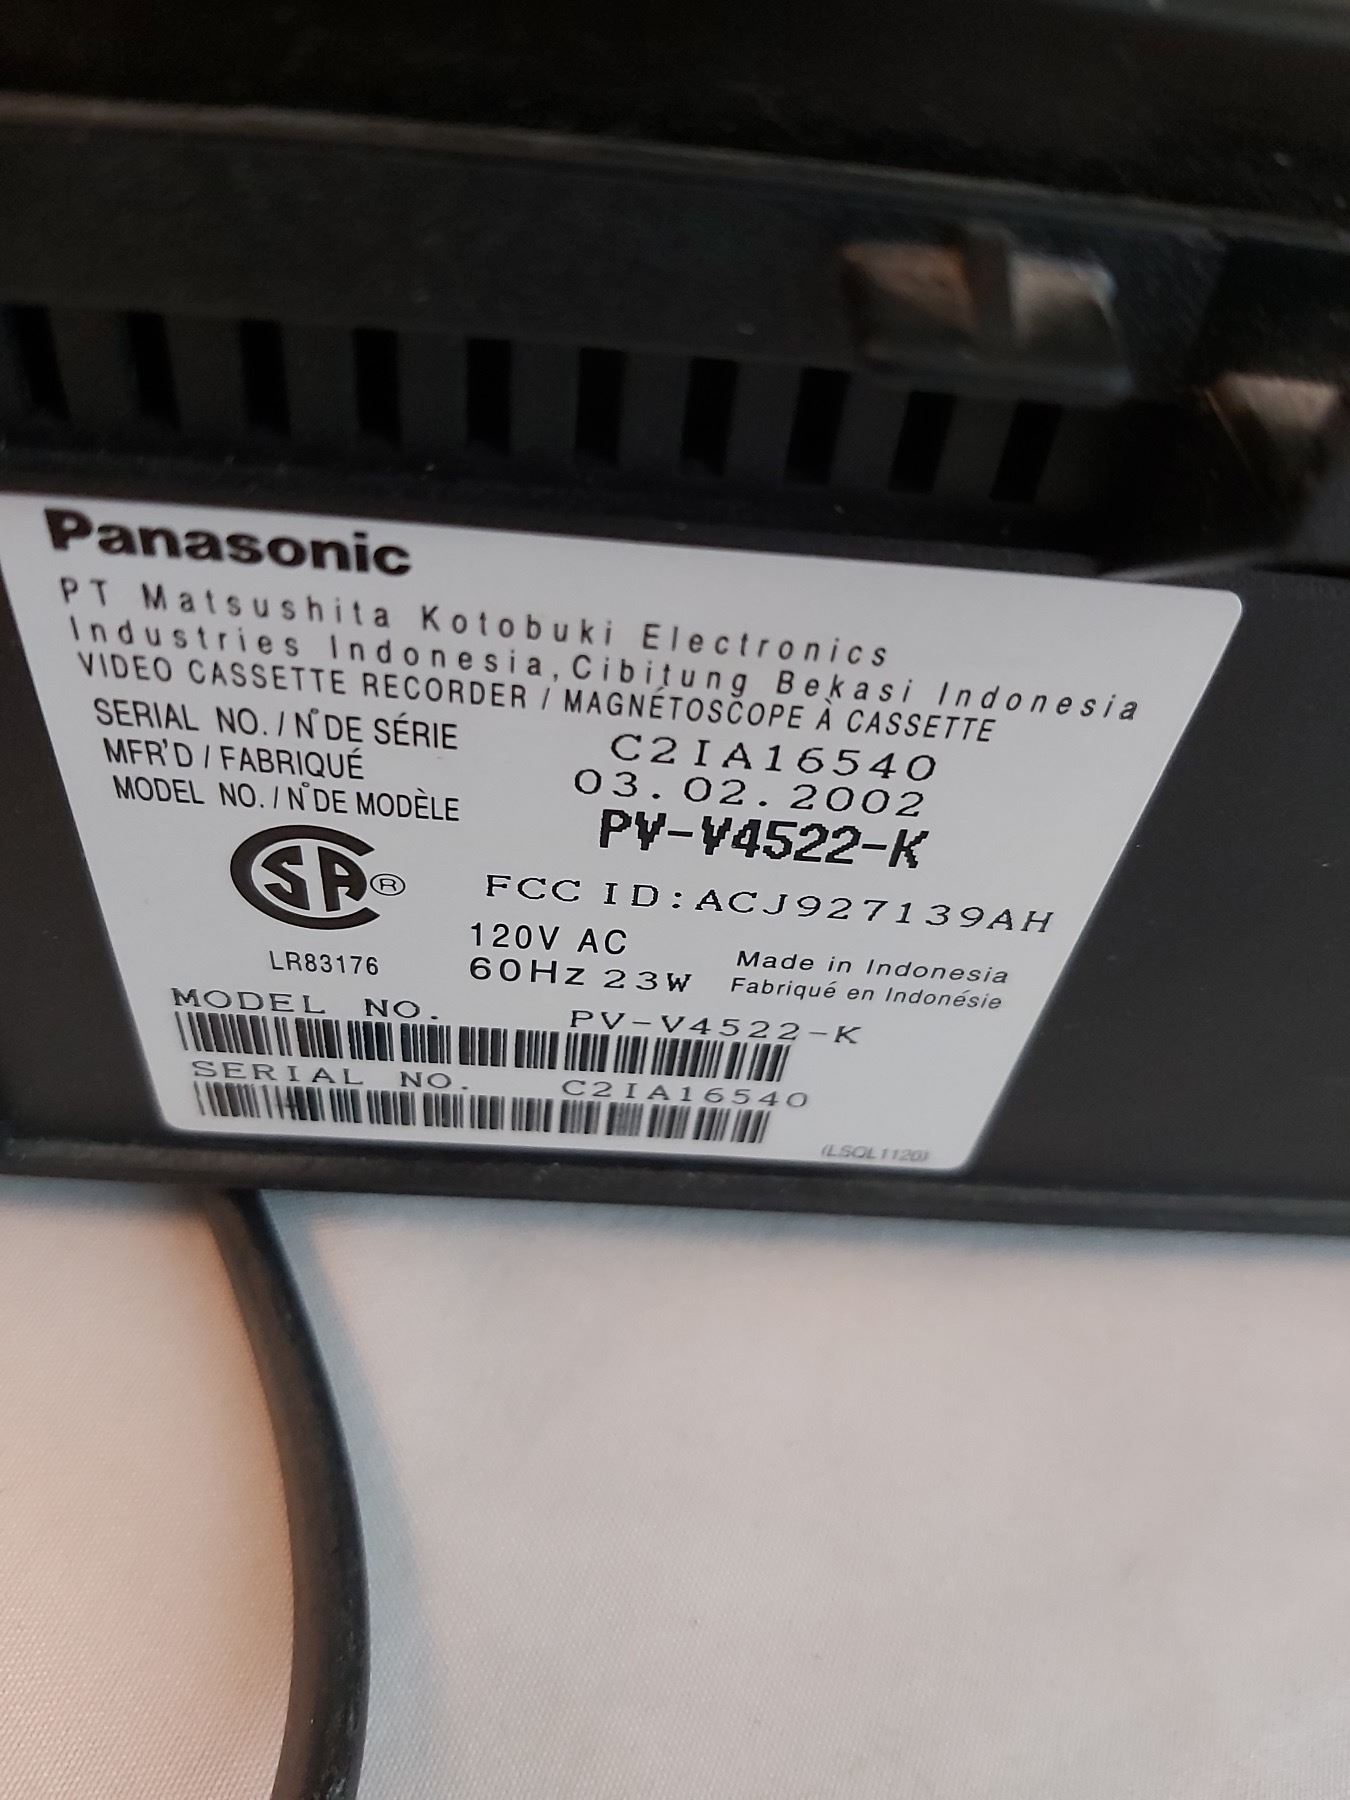 Panasonic
PT Matsushita Kotobuki Electronics
Industries Indonesia,Cibitung Bekasi Indonesia
VIDEO CASSETTE RECORDER / MAGNÉTOSCOPE À CASSETTE
SERIAL NO. / N° DE SÉRIE C2IA16540
MFR'D / FABRIQUÉ 03.02.2002
MODEL NO. / N° DE MODÈLE PV-V4522-K
CSA®
FCC ID:ACJ927139AH
LR83176
120V AC
60Hz 23W
Made in Indonesia
Fabriqué en Indonésie
MODEL NO. PV-V4522-K
SERIAL NO. C2IA16540
(LSQL1120)